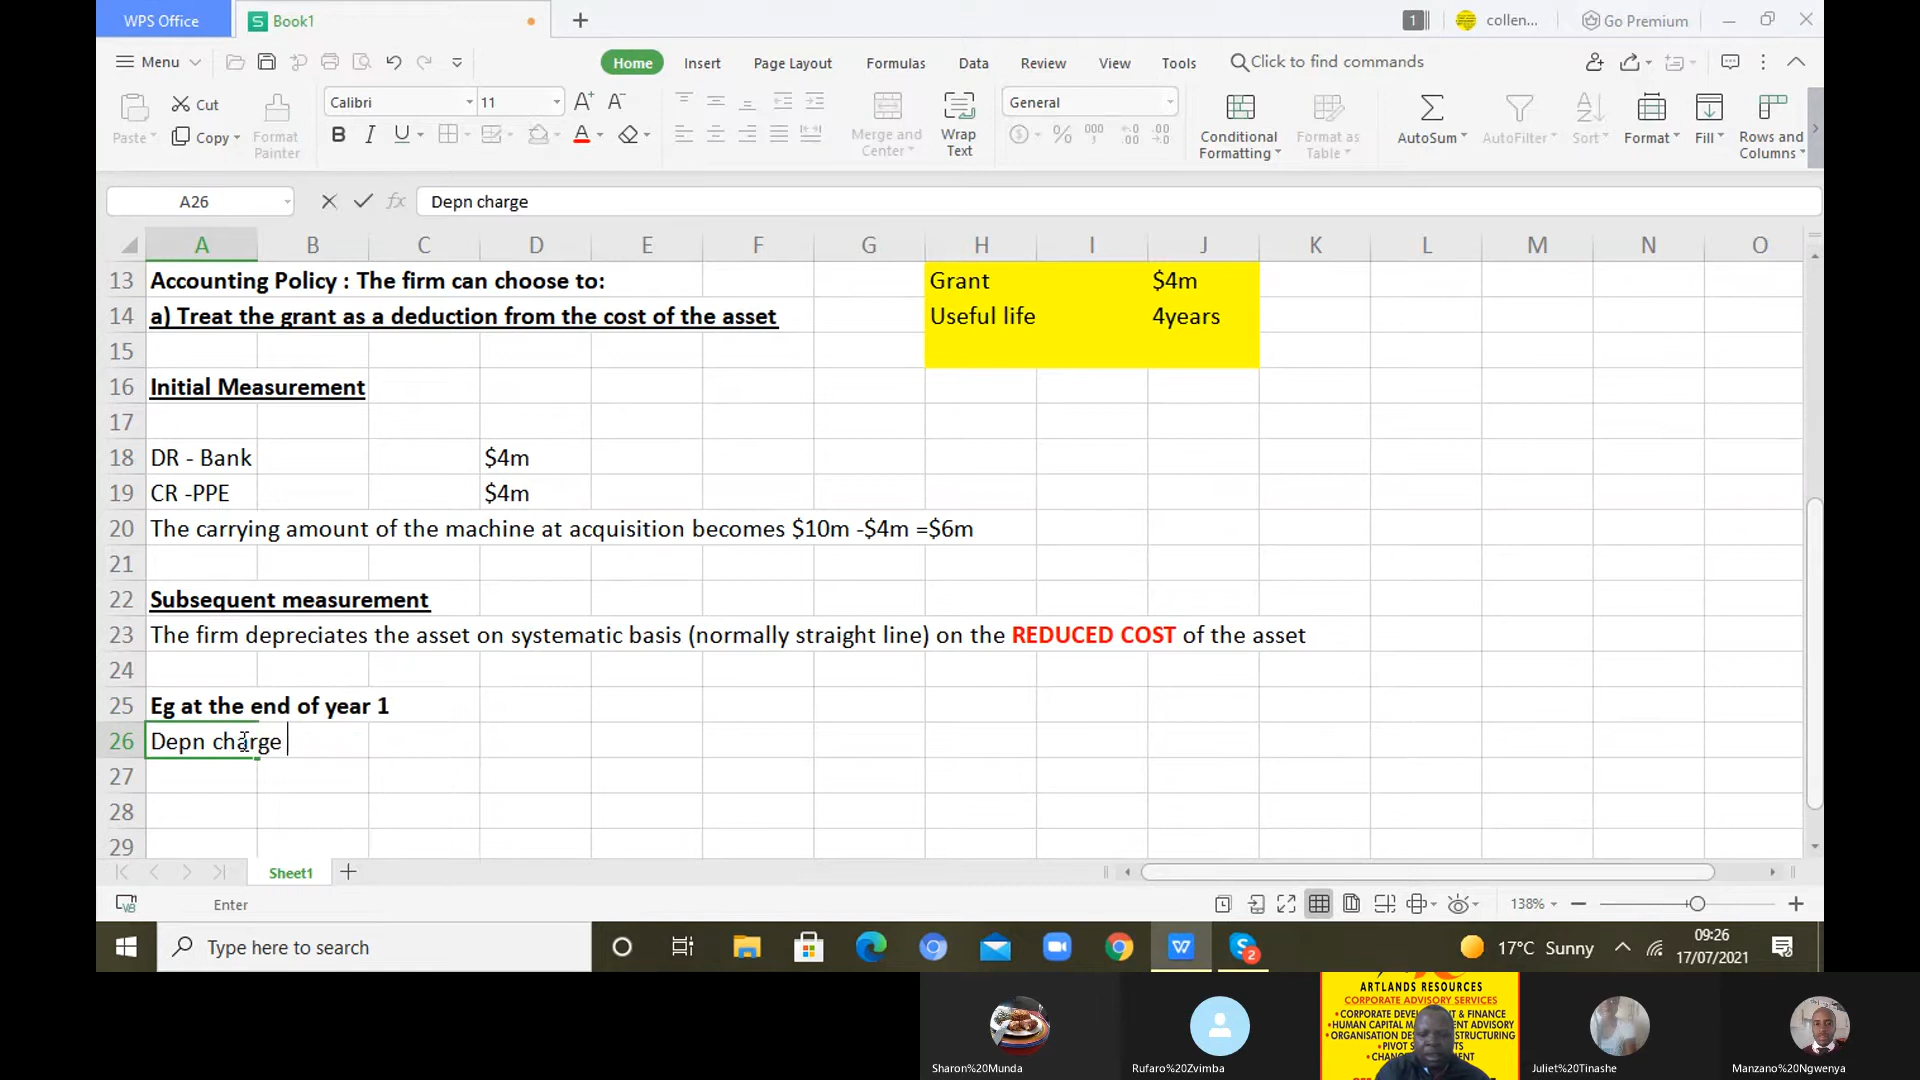 WPS Office
Book1
1
collen...
Go Premium
Menu
Home
Insert
Page Layout
Formulas
Data
Review
View
Tools
Click to find commands
Paste
Cut
Copy
Format
Painter
Calibri
11
Merge and
Center
Wrap
Text
General
Conditional
Formatting
Format as
Table
AutoSum
AutoFilter
Sort
Format
Fill
Rows and
Columns
A26
Depn charge
A B C D E F G H I J K L M N O
13 Accounting Policy : The firm can choose to: Grant $4m
14 a) Treat the grant as a deduction from the cost of the asset Useful life 4years
15
16 Initial Measurement
17
18 DR - Bank $4m
19 CR -PPE $4m
20 The carrying amount of the machine at acquisition becomes $10m -$4m =$6m
21
22 Subsequent measurement
23 The firm depreciates the asset on systematic basis (normally straight line) on the REDUCED COST of the asset
24
25 Eg at the end of year 1
26 Depn charge
27
28
29
Sheet1
Enter
138%
Type here to search
2
17°C Sunny
09:26
17/07/2021
ARTLANDS RESOURCES
CORPORATE ADVISORY SERVICES
Sharon%20Munda
Rufaro%20Zvimba
Juliet%20Tinashe
Manzano%20Ngwenya